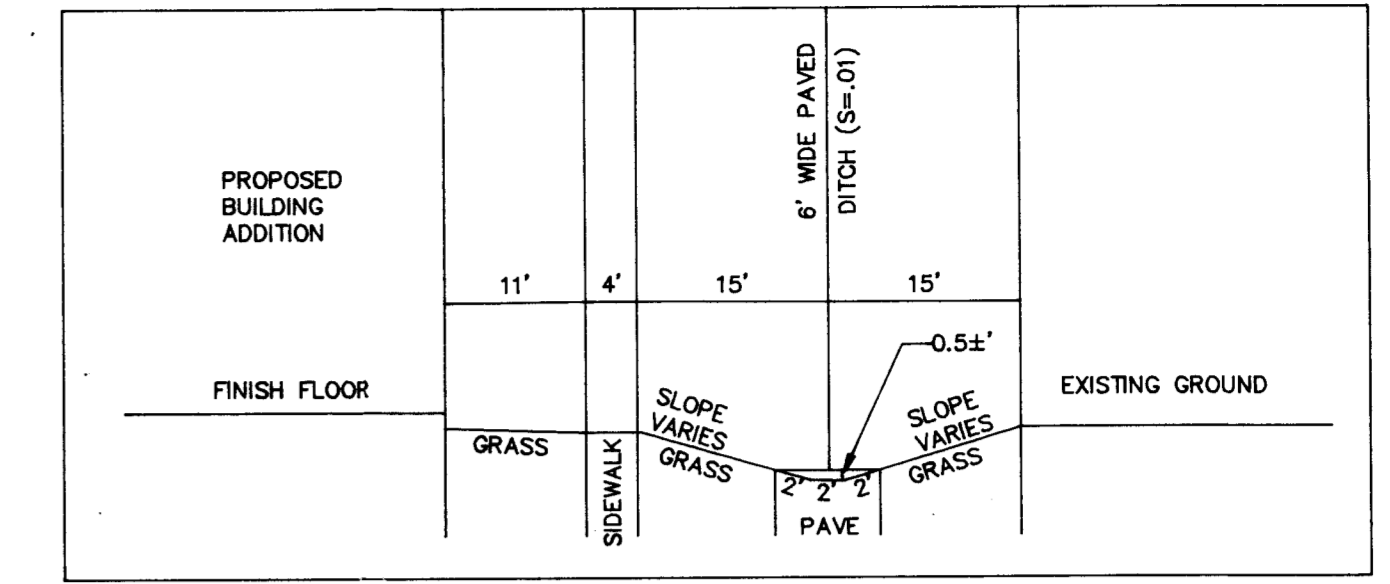 6' WIDE PAVED
DITCH (S=.01)
PROPOSED
BUILDING
ADDITION
11'
4'
15'
15'
0.5±'
FINISH FLOOR
EXISTING GROUND
SLOPE
VARIES
GRASS
SLOPE
VARIES
GRASS
GRASS
SIDEWALK
2'
2'
2'
PAVE